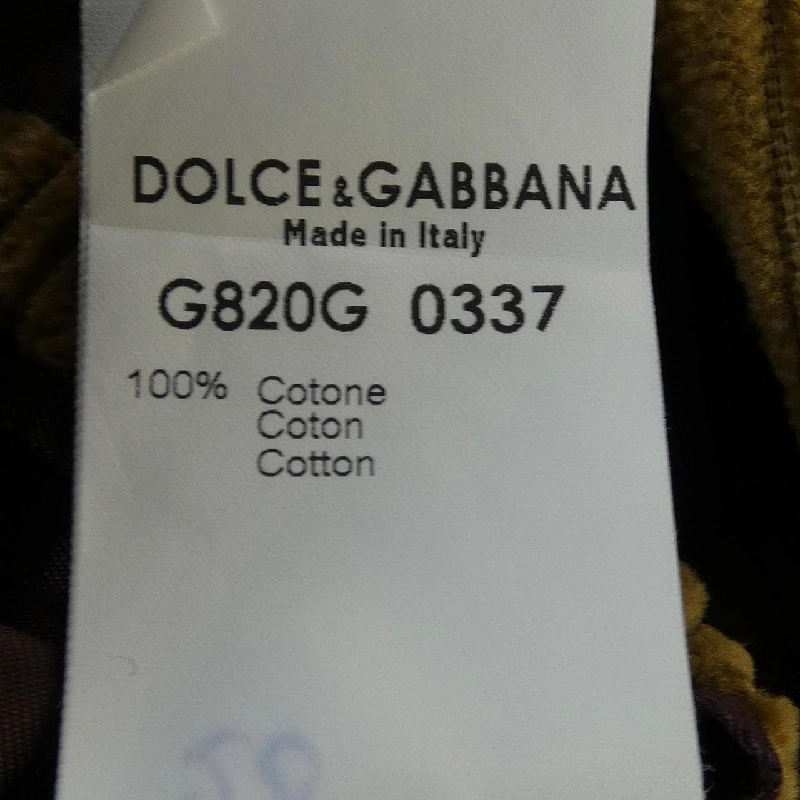 DOLCE&GABBANA
Made in Italy
G820G 0337
100% Cotone
Coton
Cotton